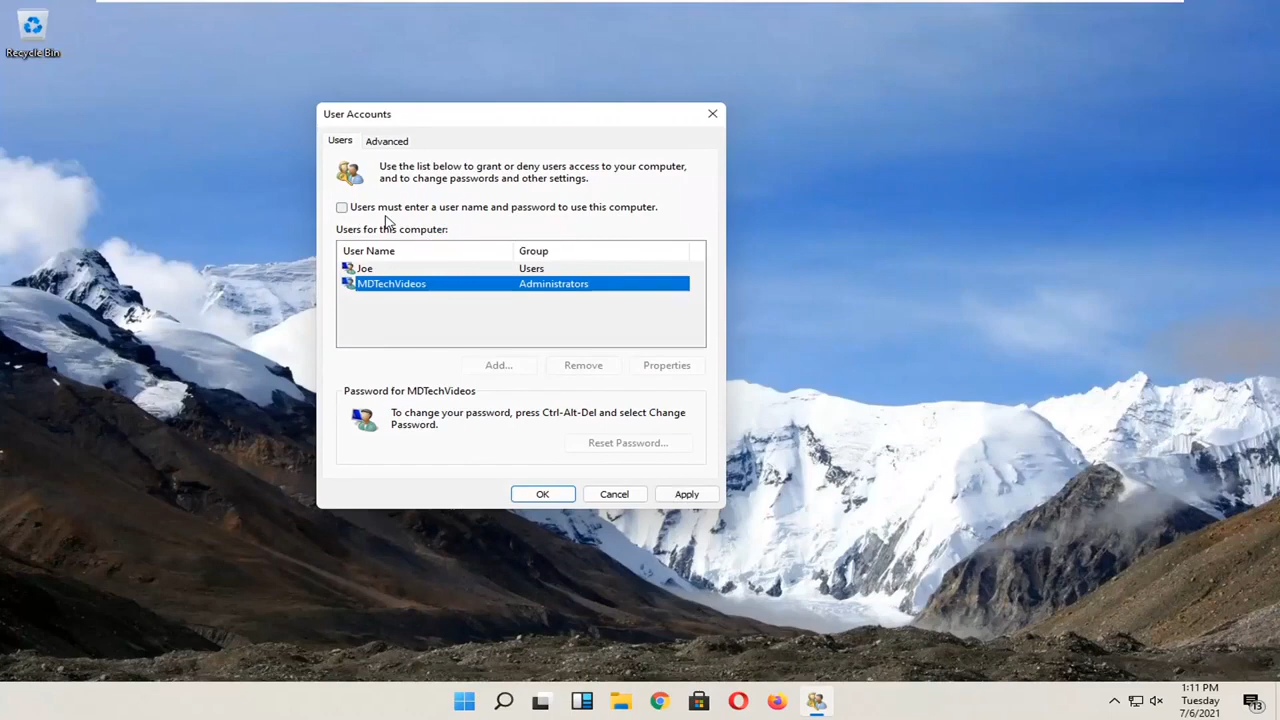 Recycle Bin
User Accounts
Users
Advanced
Use the list below to grant or deny users access to your computer,
and to change passwords and other settings.
Users must enter a user name and password to use this computer.
Users for this computer:
User Name
Group
Joe
Users
MDTechVideos
Administrators
Add...
Remove
Properties
Password for MDTechVideos
To change your password, press Ctrl-Alt-Del and select Change
Password.
Reset Password...
OK
Cancel
Apply
1:11 PM
Tuesday
7/6/2021
13